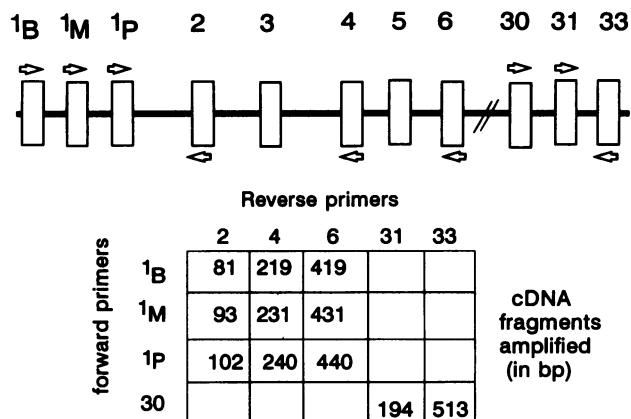 1B 1M 1P 2 3 4 5 6 30 31 33
Reverse primers
2 4 6 31 33
forward primers
1B 81 219 419
1M 93 231 431
1P 102 240 440
30 194 513
cDNA
fragments
amplified
(in bp)